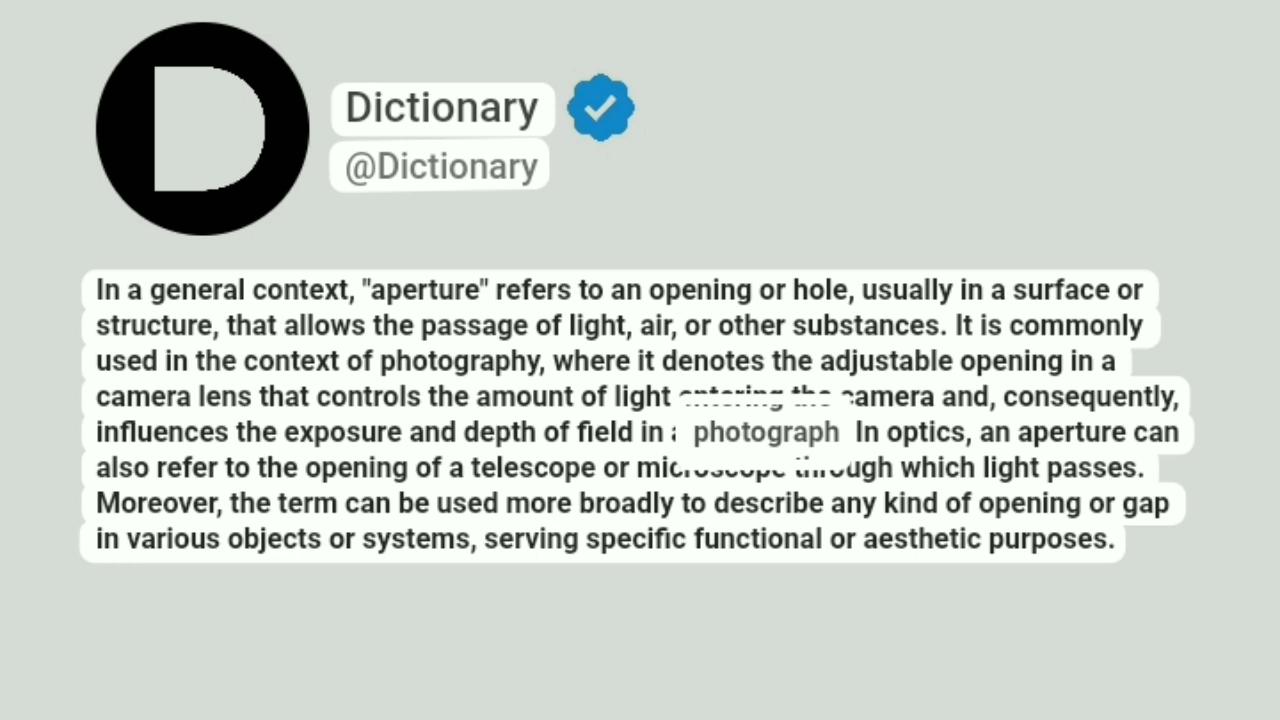 D
Dictionary
@Dictionary
In a general context, "aperture" refers to an opening or hole, usually in a surface or
structure, that allows the passage of light, air, or other substances. It is commonly
used in the context of photography, where it denotes the adjustable opening in a
camera lens that controls the amount of light entering the camera and, consequently,
influences the exposure and depth of field in a photograph In optics, an aperture can
also refer to the opening of a telescope or microscope through which light passes.
Moreover, the term can be used more broadly to describe any kind of opening or gap
in various objects or systems, serving specific functional or aesthetic purposes.